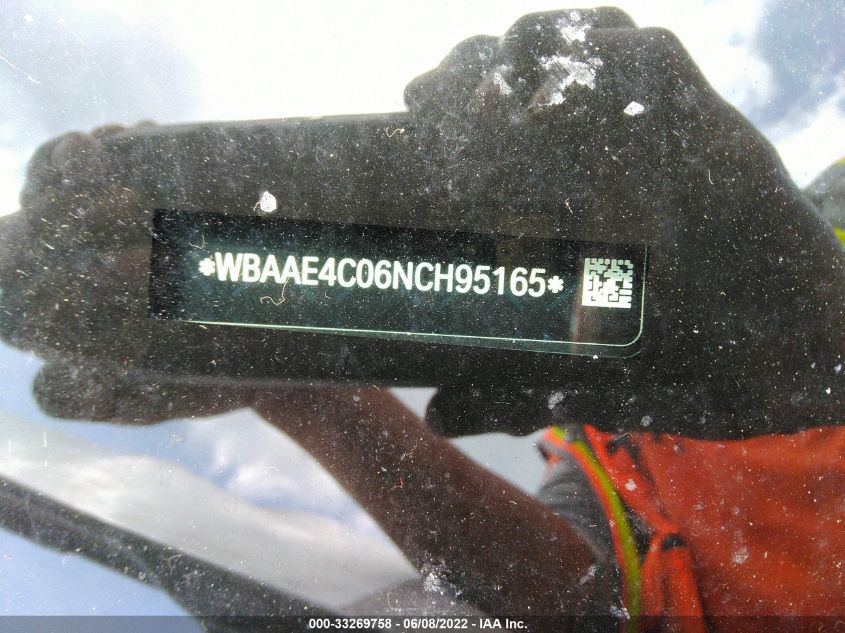 *WBAAE4C06NCH95165*
000-33269758 - 06/08/2022 - IAA Inc.